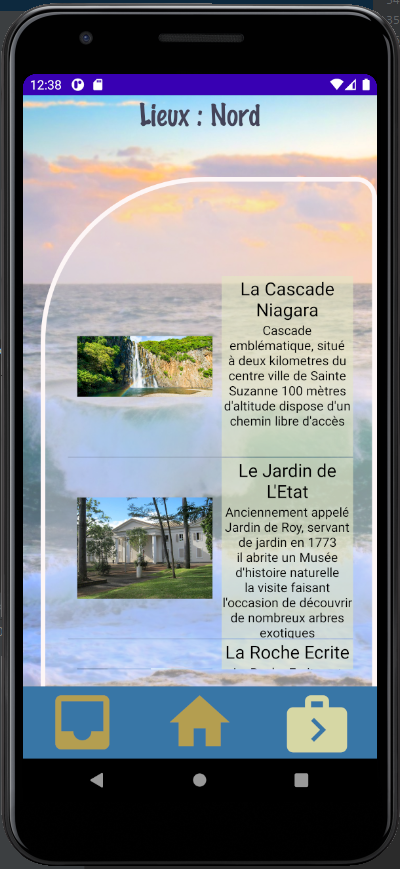 12:38
Lieux : Nord
La Cascade
Niagara
Cascade
emblématique, situé
à deux kilometres du
centre ville de Sainte
Suzanne 100 mètres
d'altitude dispose d'un
chemin libre d'accès
Le Jardin de
L'Etat
Anciennement appelé
Jardin de Roy, servant
de jardin en 1773
il abrite un Musée
d'histoire naturelle
la visite faisant
l'occasion de découvrir
de nombreux arbres
exotiques
La Roche Ecrite